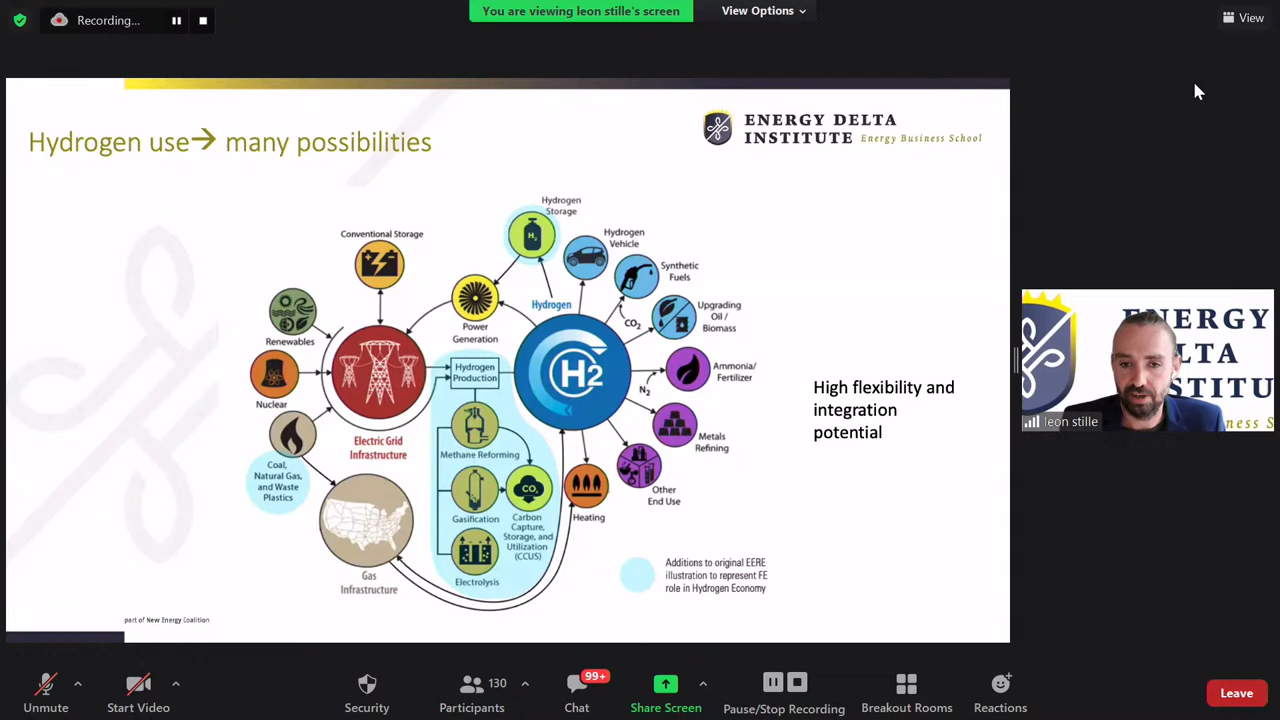 Recording...
You are viewing leon stille's screen
View Options
View
Hydrogen use→ many possibilities
ENERGY DELTA
INSTITUTE Energy Business School
Hydrogen
Storage
Conventional Storage
Hydrogen
Vehicle
Synthetic
Fuels
Hydrogen
Upgrading
Oil /
Biomass
CO2
Renewables
Power
Generation
Hydrogen
Production
H2
H2
Ammonia/
Fertilizer
N2
Nuclear
High flexibility and
integration
potential
Electric Grid
Infrastructure
Methane Reforming
Metals
Refining
Coal,
Natural Gas,
and Waste
Plastics
CO2
Other
End Use
Gasification
Carbon
Capture,
Storage, and
Utilization
(CCUS)
Heating
Electrolysis
Gas
Infrastructure
Additions to original EERE
illustration to represent FE
role in Hydrogen Economy
part of New Energy Coalition
NERGY
ELTA
STITU
ness S
leon stille
Unmute
Start Video
Security
130
Participants
99+
Chat
Share Screen
Pause/Stop Recording
Breakout Rooms
Reactions
Leave